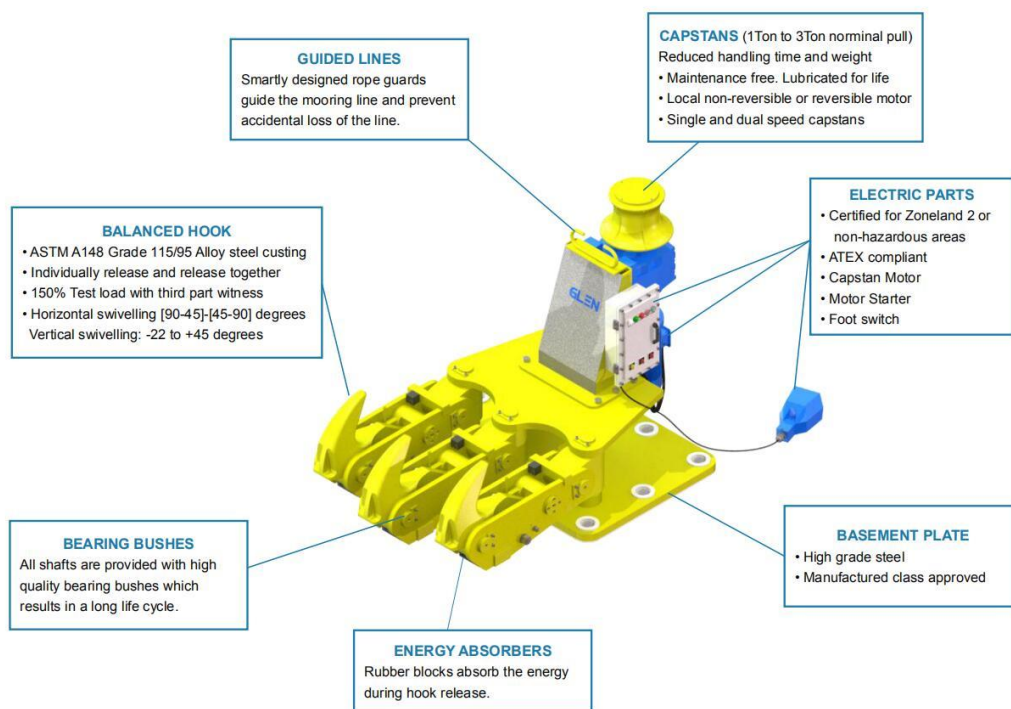 GUIDED LINES
Smartly designed rope guards
guide the mooring line and prevent
accidental loss of the line.
CAPSTANS (1Ton to 3Ton norminal pull)
Reduced handling time and weight
• Maintenance free. Lubricated for life
• Local non-reversible or reversible motor
• Single and dual speed capstans
BALANCED HOOK
• ASTM A148 Grade 115/95 Alloy steel custing
• Individually release and release together
• 150% Test load with third part witness
• Horizontal swivelling [90-45]-[45-90] degrees
Vertical swivelling: -22 to +45 degrees
ELECTRIC PARTS
• Certified for Zoneland 2 or
non-hazardous areas
• ATEX compliant
• Capstan Motor
• Motor Starter
• Foot switch
GLEN
BEARING BUSHES
All shafts are provided with high
quality bearing bushes which
results in a long life cycle.
BASEMENT PLATE
• High grade steel
• Manufactured class approved
ENERGY ABSORBERS
Rubber blocks absorb the energy
during hook release.